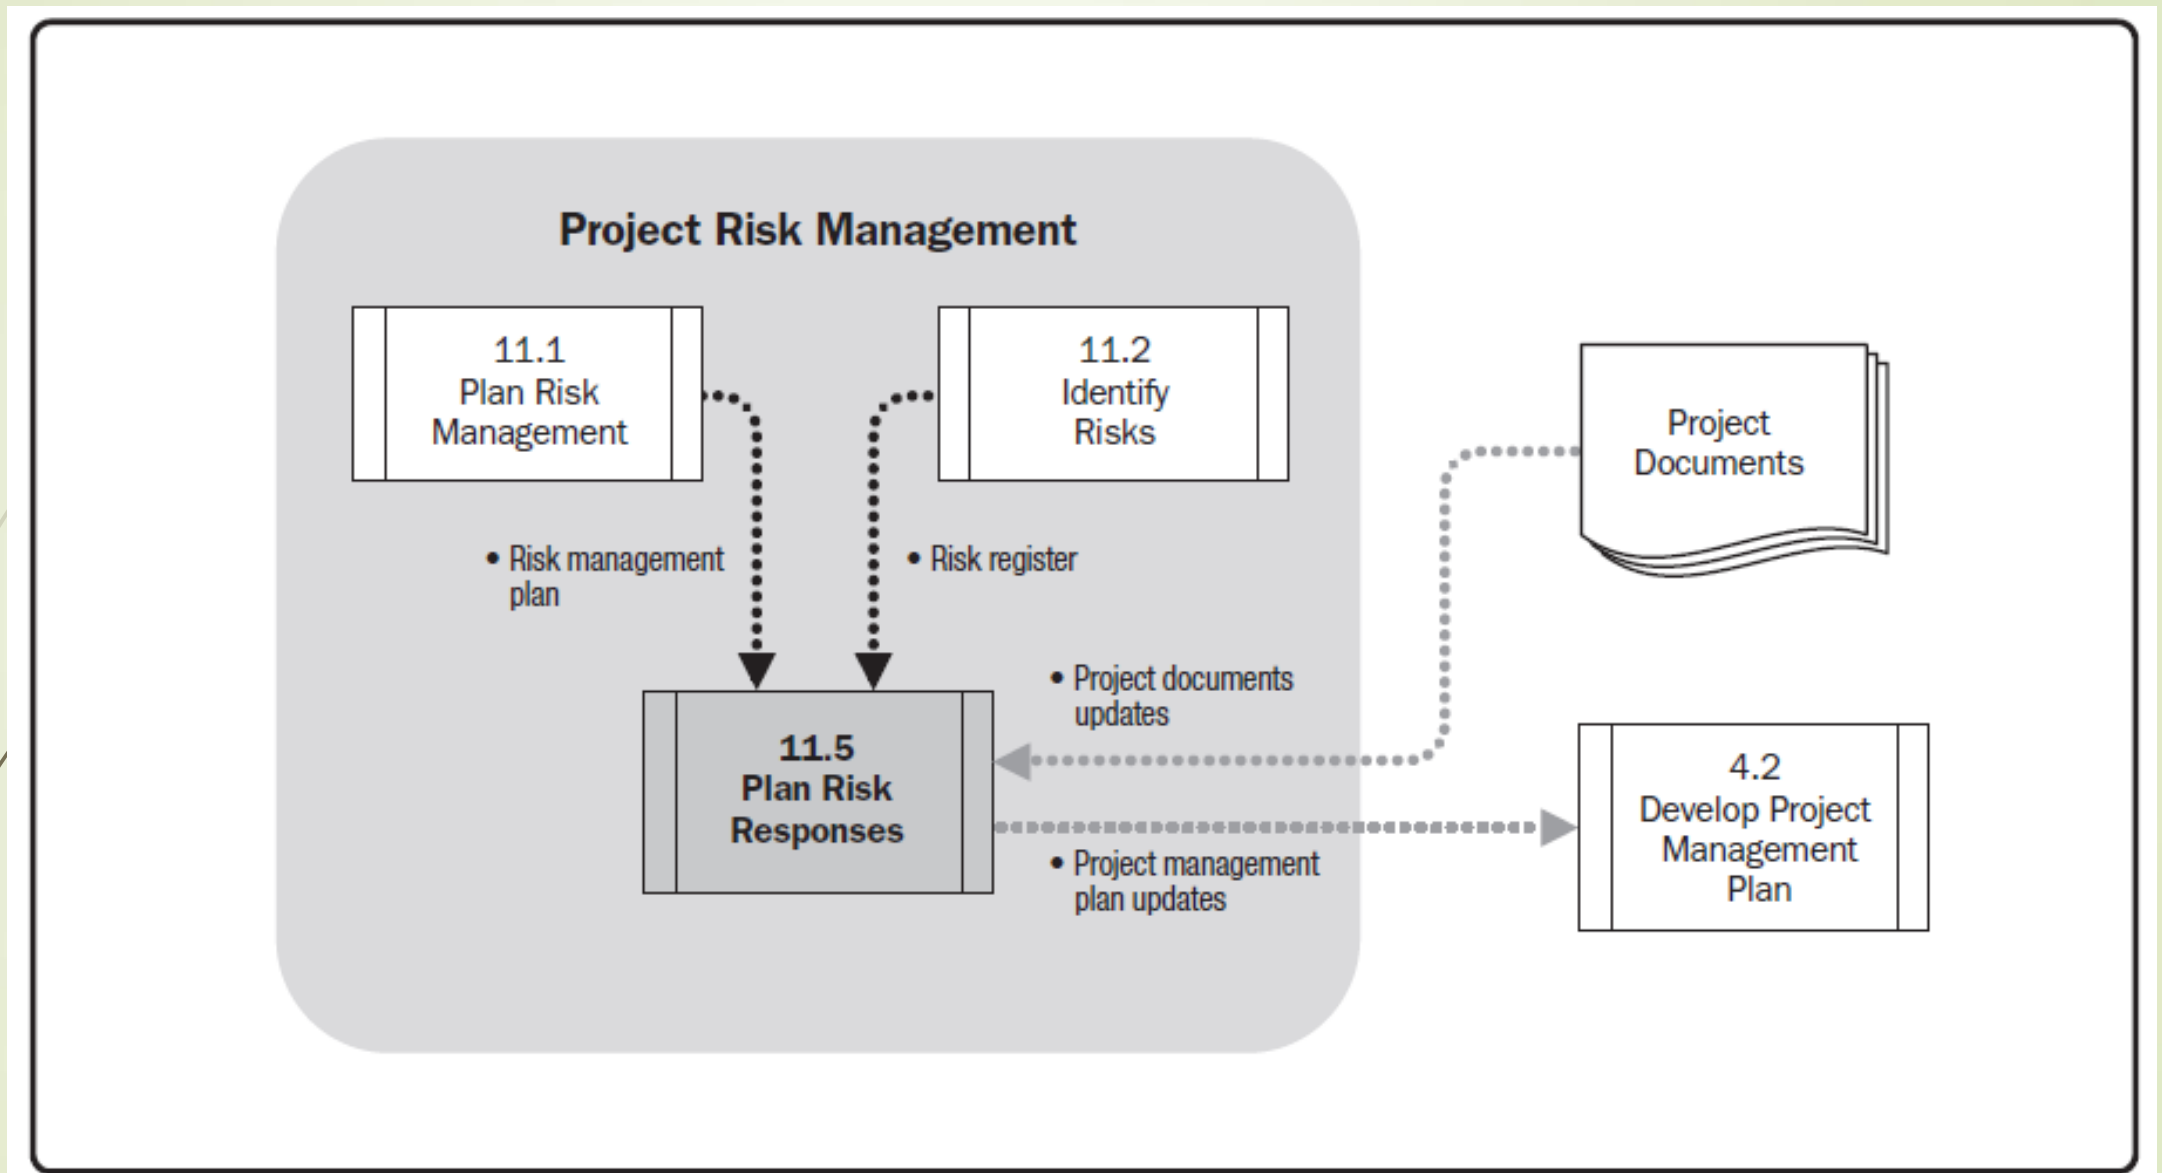 Project Risk Management
11.1
Plan Risk
Management
11.2
Identify
Risks
Project
Documents
• Risk management
plan
• Risk register
• Project documents
updates
11.5
Plan Risk
Responses
4.2
Develop Project
Management
Plan
• Project management
plan updates